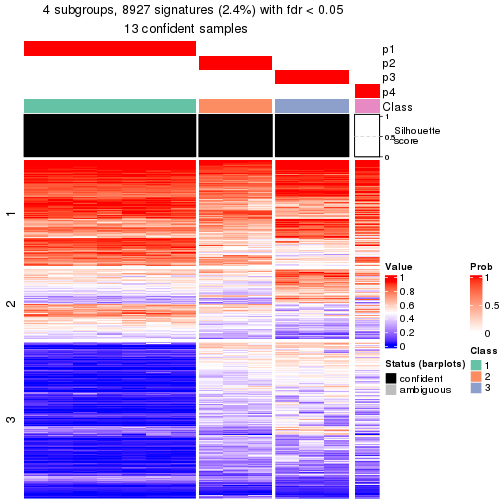 4 subgroups, 8927 signatures (2.4%) with fdr < 0.05
13 confident samples
p1
p2
p3
p4
Class
1
0.5
0
Silhouette
score
1
2
3
Value
1
0.8
0.6
0.4
0.2
0
Prob
1
0.5
0
Status (barplots)
confident
ambiguous
Class
1
2
3